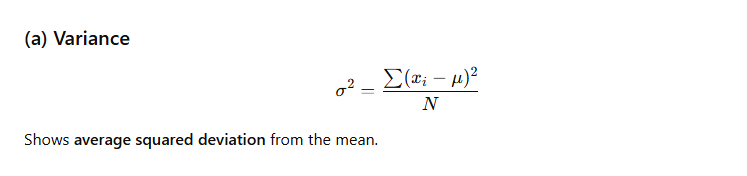 (a) Variance
σ² = ∑(xᵢ − μ)² / N
Shows average squared deviation from the mean.